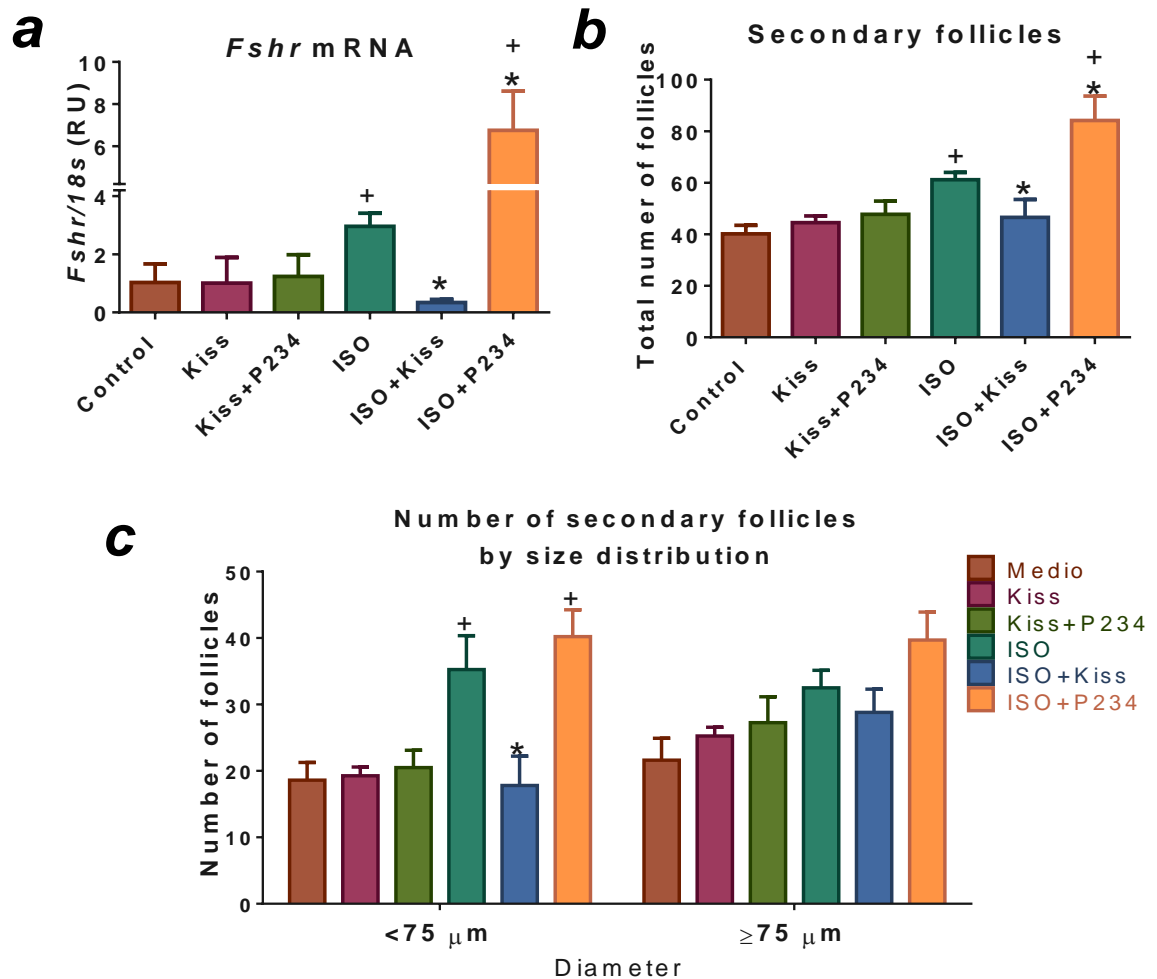 a
Fshr mRNA
Fshr/18s (RU)
10
8
6
4
2
0
+
*
+
*
Control
Kiss
Kiss+P234
ISO
ISO+Kiss
ISO+P234
b
Secondary follicles
Total numer of follicles
100
80
60
40
20
0
+
*
+
*
Control
Kiss
Kiss+P234
ISO
ISO+Kiss
ISO+P234
c
Number of secondary follicles
by size distribution
Number of follicles
50
40
30
20
10
0
+
*
+
<75 μm
≥75 μm
Diameter
Medio
Kiss
Kiss+P234
ISO
ISO+Kiss
ISO+P234